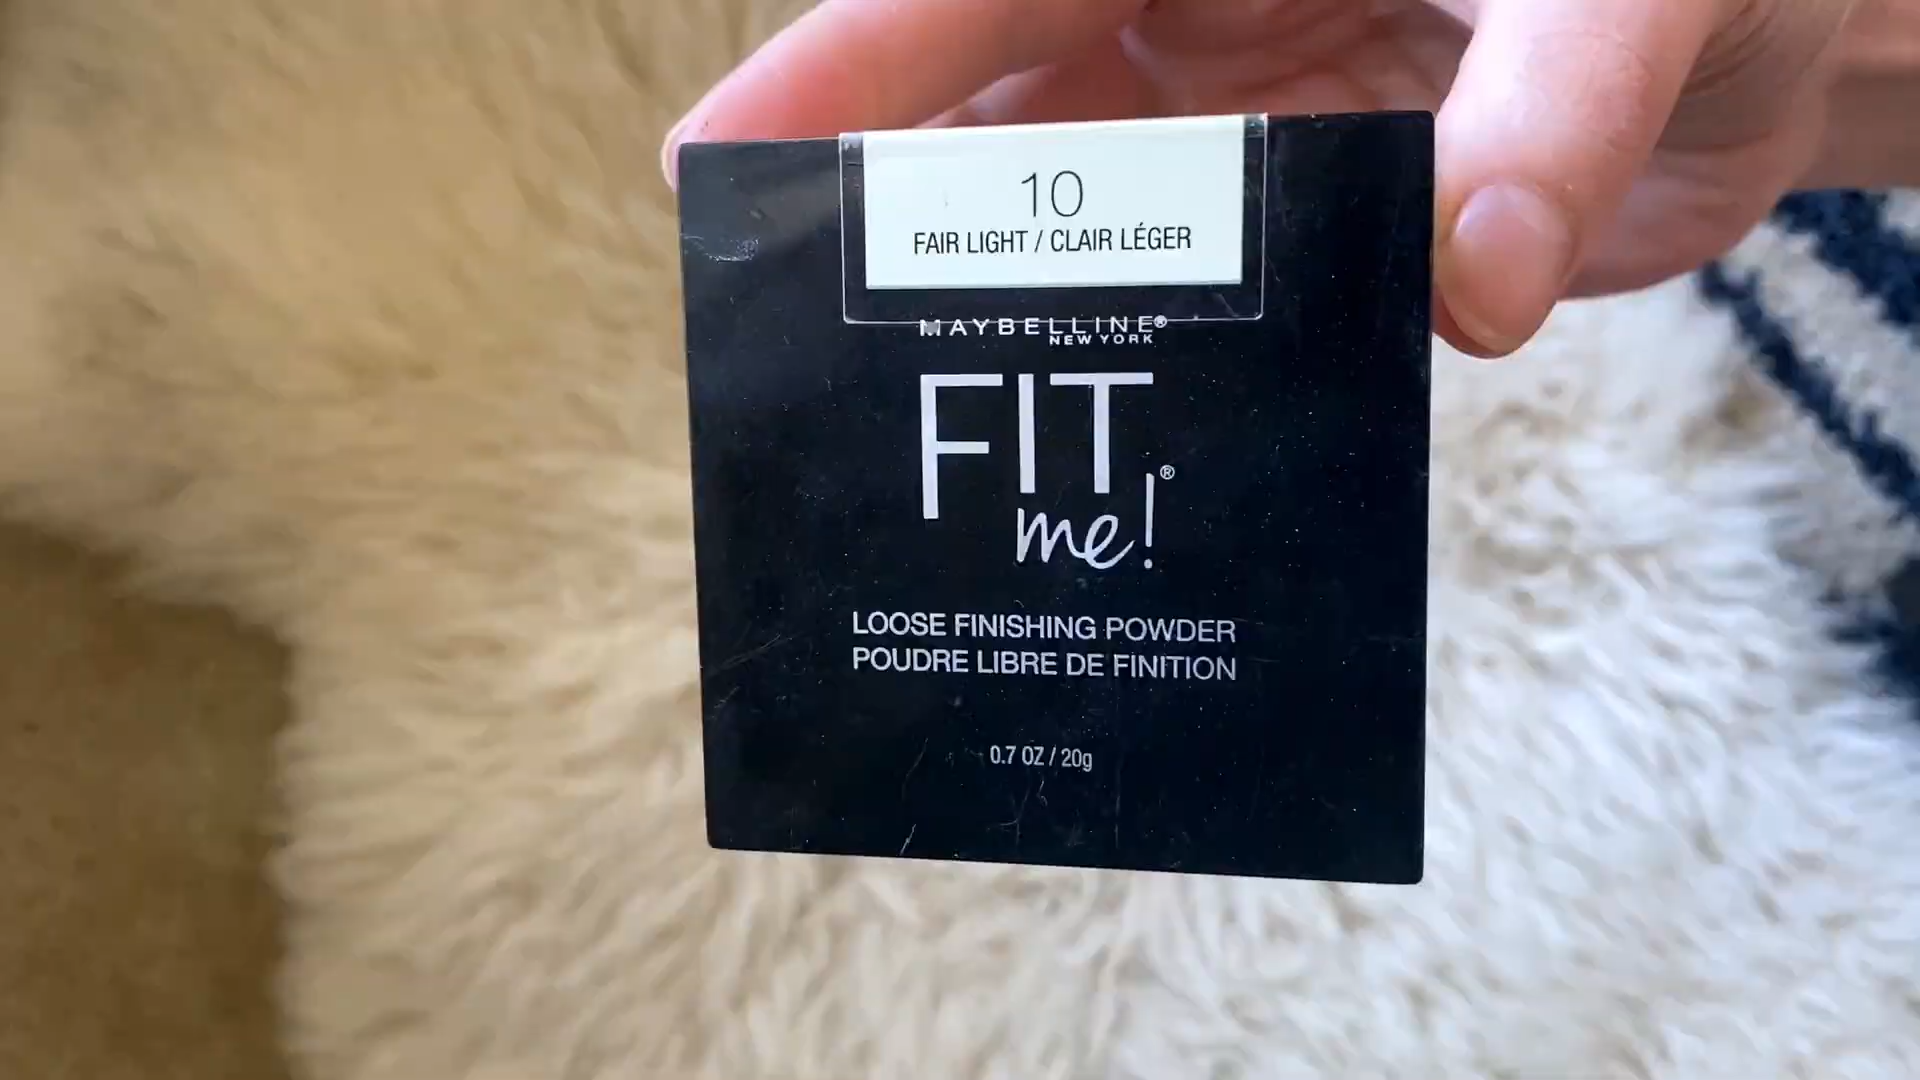 10
FAIR LIGHT / CLAIR LÉGER
MAYBELLINE®
NEW YORK
FIT
me!®
LOOSE FINISHING POWDER
POUDRE LIBRE DE FINITION
0.7 OZ / 20g